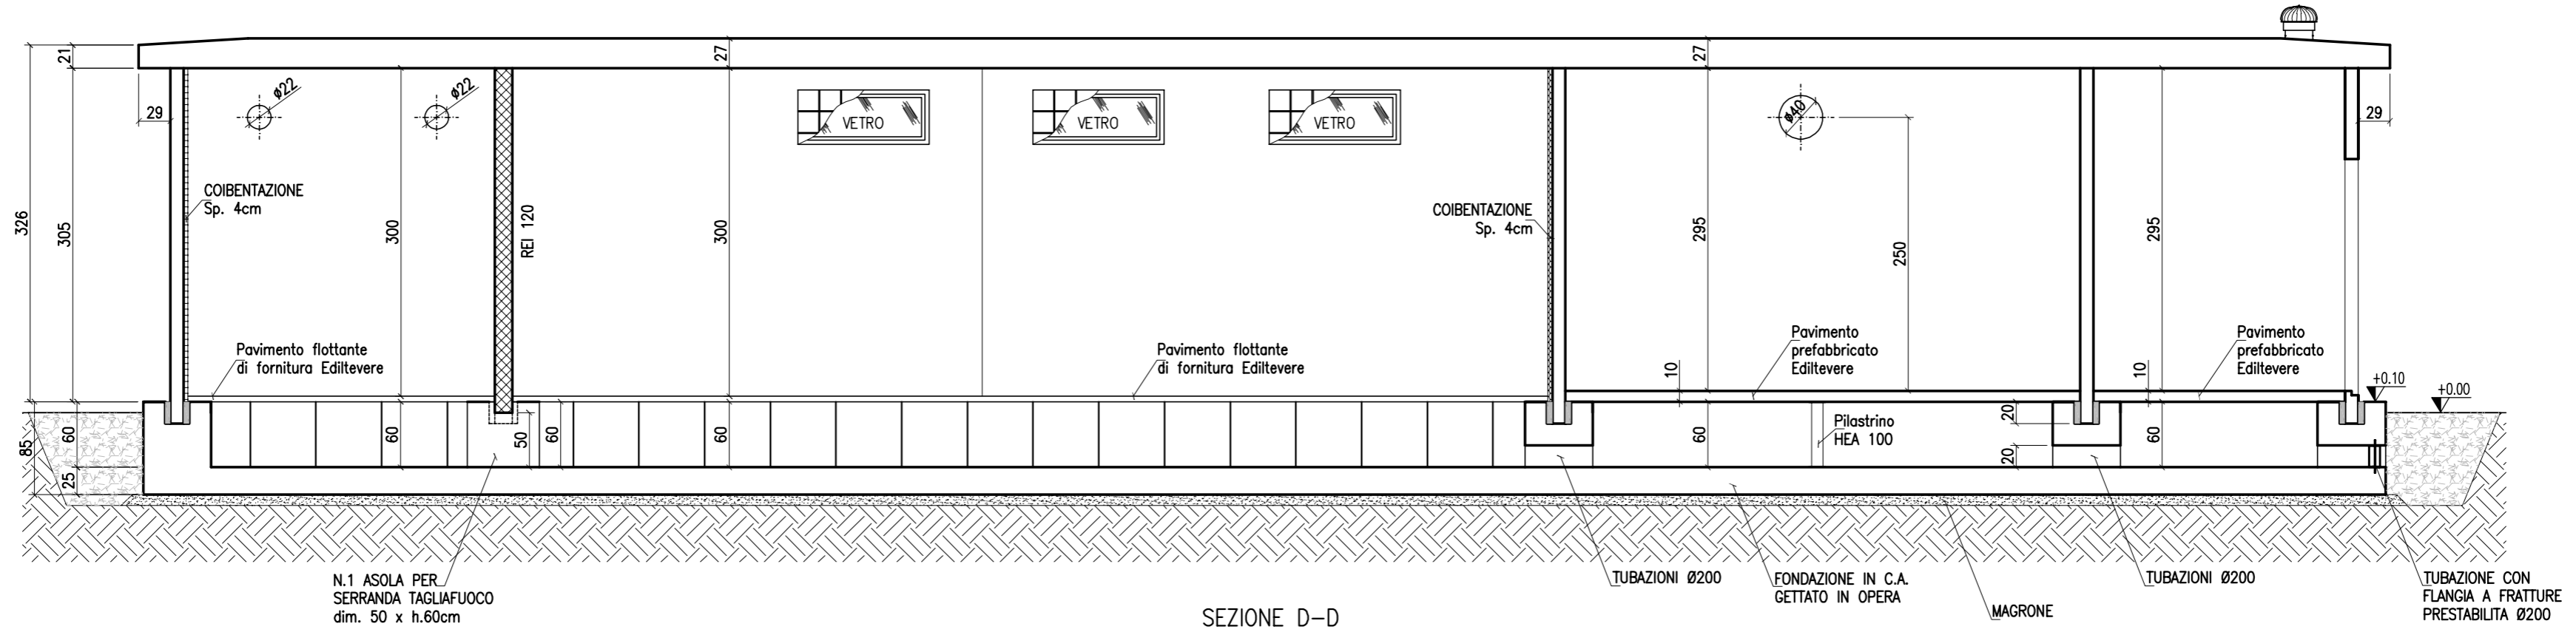 21
27
27
Ø22
Ø22
29
VETRO
VETRO
VETRO
Ø40
29
COIBENTAZIONE
Sp. 4cm
326
305
300
REI 120
300
COIBENTAZIONE
Sp. 4cm
295
250
295
Pavimento flottante
di fornitura Ediltevere
Pavimento flottante
di fornitura Ediltevere
10
Pavimento
prefabbricato
Ediltevere
10
Pavimento
prefabbricato
Ediltevere
+0.10
+0.00
85
60
25
60
50
60
60
60
Pilastrino
HEA 100
20
20
60
N.1 ASOLA PER
SERRANDA TAGLIAFUOCO
dim. 50 x h.60cm
TUBAZIONI Ø200
FONDAZIONE IN C.A.
GETTATO IN OPERA
MAGRONE
TUBAZIONI Ø200
TUBAZIONE CON
FLANGIA A FRATTURE
PRESTABILITA Ø200
SEZIONE D-D